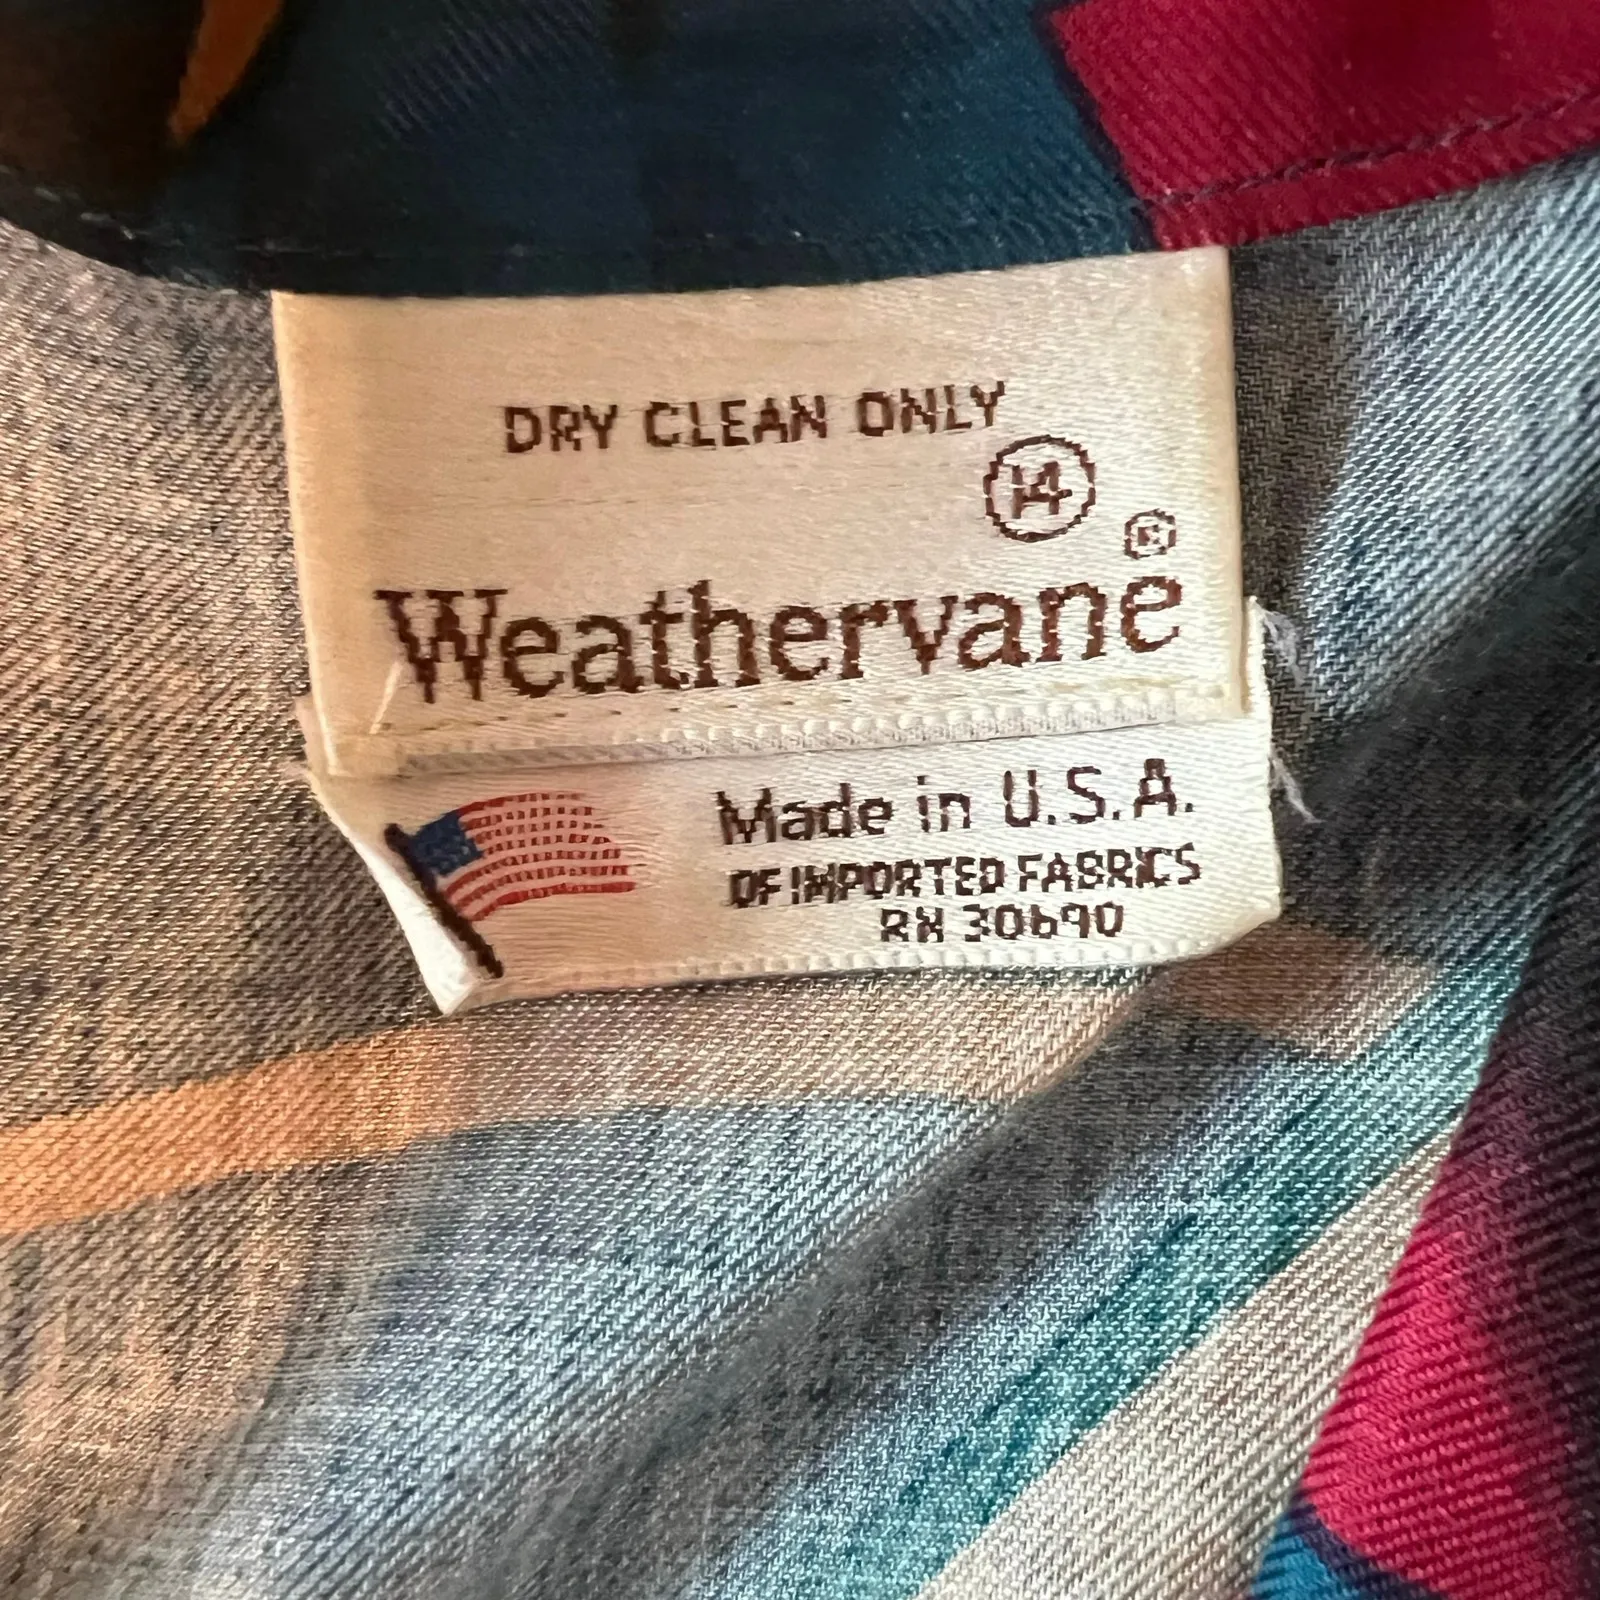 DRY CLEAN ONLY
14
®
Weathervane
Made in U.S.A.
OF IMPORTED FABRICS
RN 30690